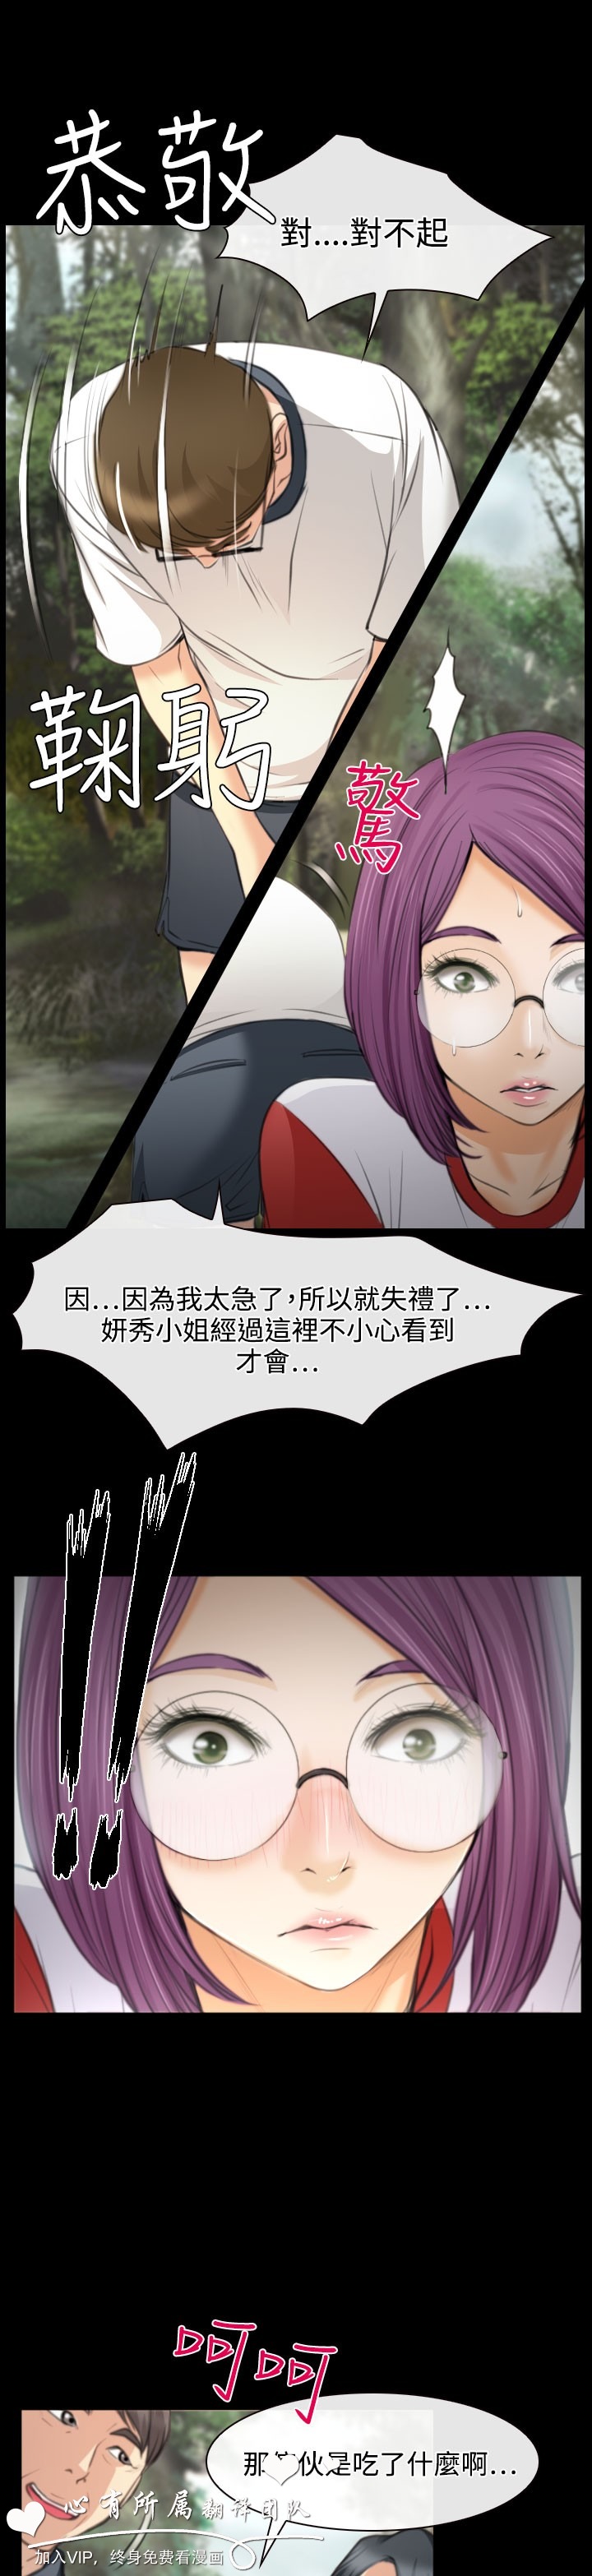 恭敬
對....對不起
鞠躬
驚
因...因為我太急了,所以就失禮了...
妍秀小姐經過這裡不小心看到
才會...
呵呵
那傢伙是吃了什麼啊...
心有所属翻译团队
加入VIP，终身免费看漫画